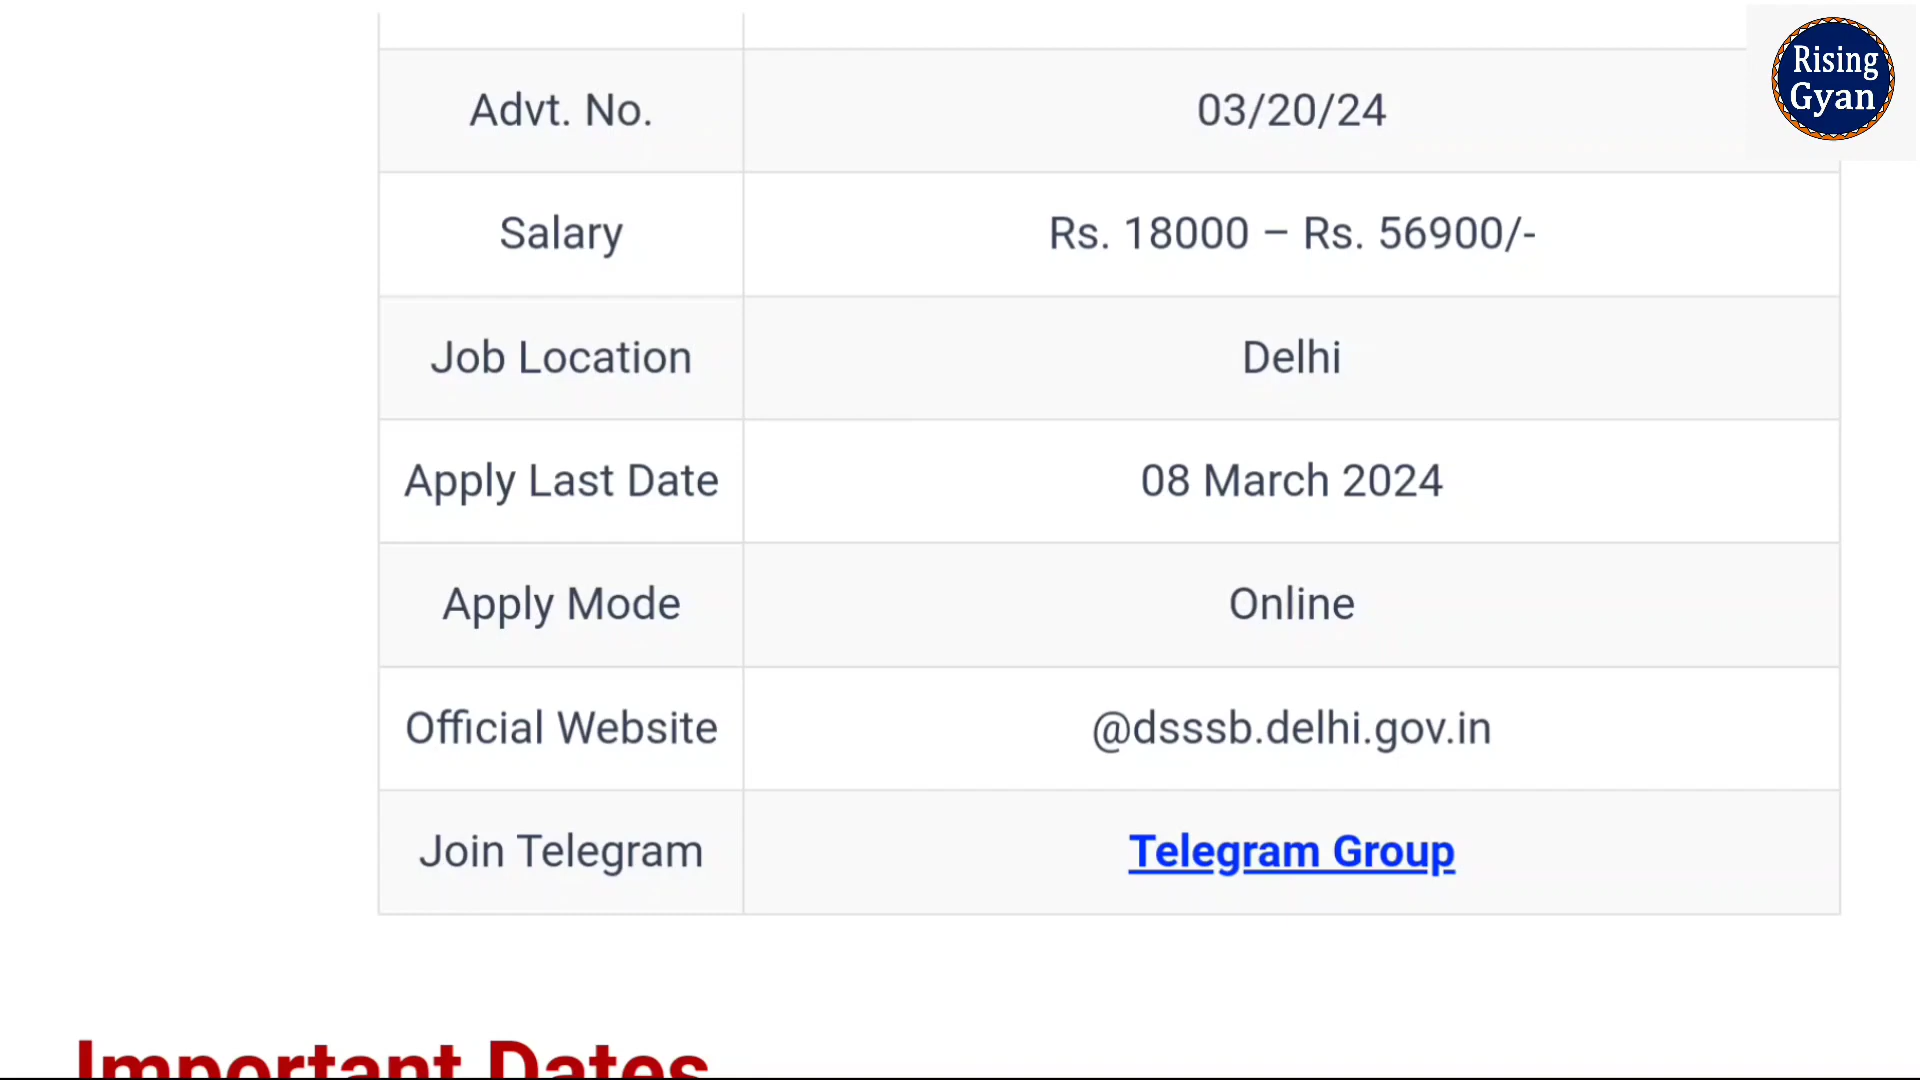 Rising
Gyan
Advt. No. 03/20/24
Salary Rs. 18000 – Rs. 56900/-
Job Location Delhi
Apply Last Date 08 March 2024
Apply Mode Online
Official Website @dsssb.delhi.gov.in
Join Telegram Telegram Group
Important Dates